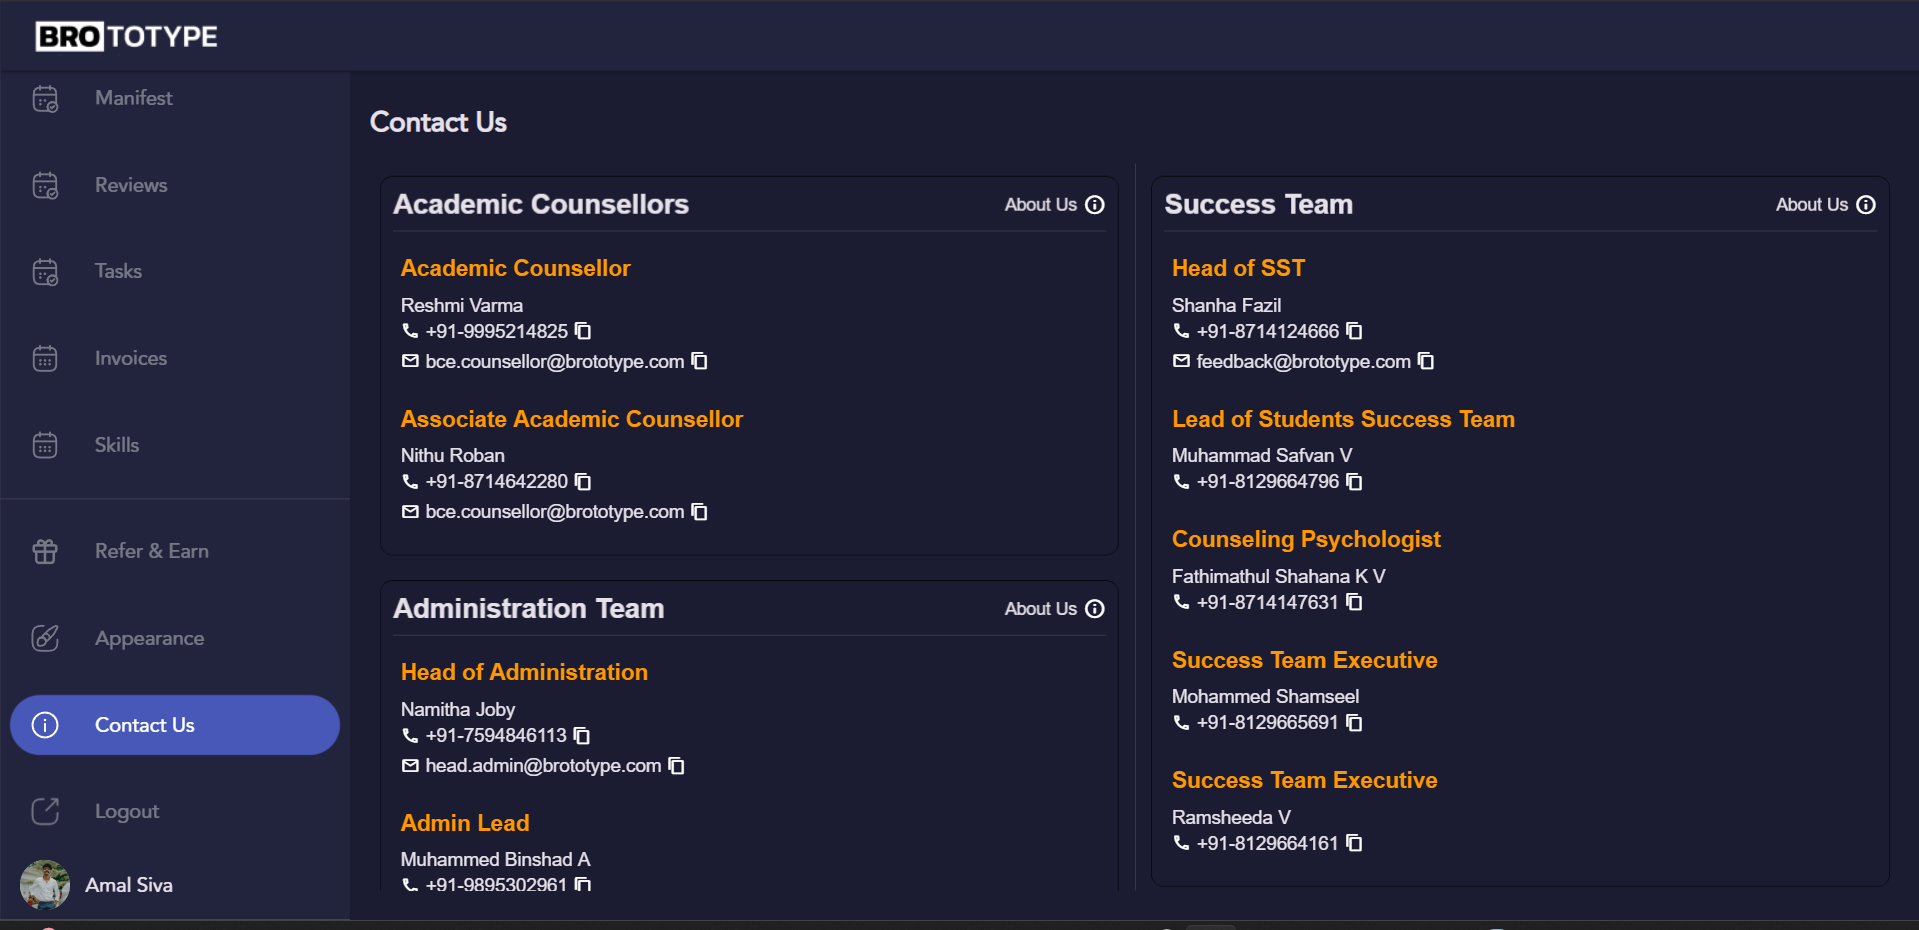 BROTOTYPE
Manifest
Reviews
Tasks
Invoices
Skills
Refer & Earn
Appearance
Contact Us
Logout
Amal Siva
Contact Us
Academic Counsellors
About Us
Academic Counsellor
Reshmi Varma
+91-9995214825
bce.counsellor@brototype.com
Associate Academic Counsellor
Nithu Roban
+91-8714642280
bce.counsellor@brototype.com
Administration Team
About Us
Head of Administration
Namitha Joby
+91-7594846113
head.admin@brototype.com
Admin Lead
Muhammed Binshad A
+91-9895302961
Success Team
About Us
Head of SST
Shanha Fazil
+91-8714124666
feedback@brototype.com
Lead of Students Success Team
Muhammad Safvan V
+91-8129664796
Counseling Psychologist
Fathimathul Shahana K V
+91-8714147631
Success Team Executive
Mohammed Shamseel
+91-8129665691
Success Team Executive
Ramsheeda V
+91-8129664161